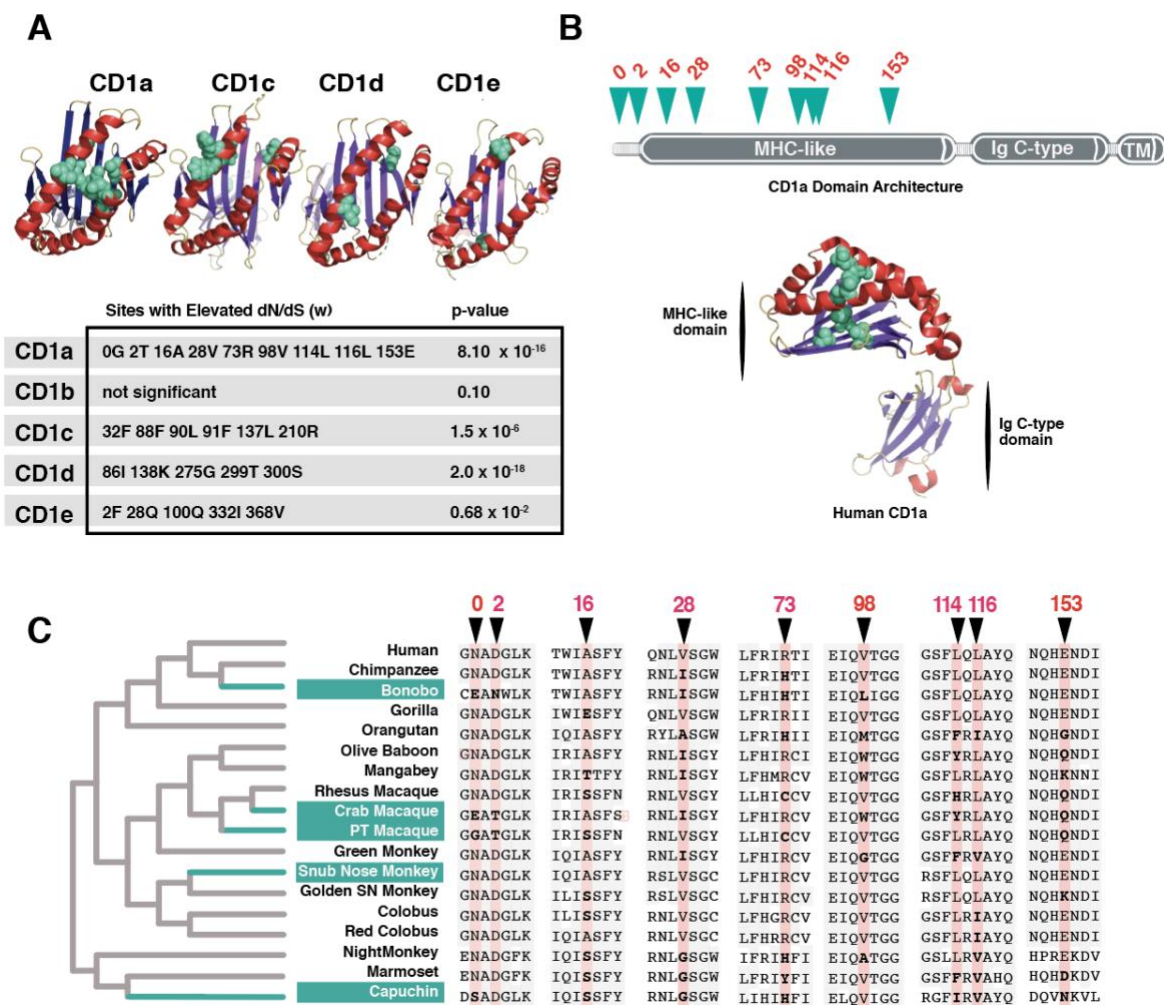 A
CD1a CD1c CD1d CD1e
Sites with Elevated dN/dS (w) p-value
CD1a 0G 2T 16A 28V 73R 98V 114L 116L 153E 8.10 x 10-16
CD1b not significant 0.10
CD1c 32F 88F 90L 91F 137L 210R 1.5 x 10-6
CD1d 86I 138K 275G 299T 300S 2.0 x 10-18
CD1e 2F 28Q 100Q 332I 368V 0.68 x 10-2
B
0 2 16 28 73 98 114 116 153
MHC-like Ig C-type TM
CD1a Domain Architecture
MHC-like
domain
Ig C-type
domain
Human CD1a
C
0 2 16 28 73 98 114 116 153
Human GNADGLK TWIASFY QNLVSGW LFRIRTI EIQVTGG GSFLQLAYQ NQHENDI
Chimpanzee GNADGLK TWIASFY RNLISGW LFRIHTI EIQVTGG GSFLQLAYQ NQHENDI
Bonobo CEANWLK TWIASFY RNLISGW LFRIHTI EIQLIGG GSFLQLAYQ NQHENDI
Gorilla GNADGLK IWIESFY QNLVSGW LFRIRII EIQVTGG GSFLQLAYQ NQHENDI
Orangutan GNADGLK IQIASFY RYLASGW LFRIHII EIQMTGG GSFFQIAYQ NQHGNDI
Olive Baboon GNADGLK IRIASFY RNLISGY LFHIRCI EIQWTGG GSFYRLAYQ NQHQNDI
Mangabey GNADGLK IRITTFY RNLISGY LFHMRCV EIQWTGG GSFLRLAYQ NQHKNNI
Rhesus Macaque GNADGLK IRISSFN RNLVSGY LLHICCV EIQVTGG GSFHRLAYQ NQHQNDI
Crab Macaque GEATGLK IRIASFS RNLISGY LFHIRCV EIQWTGG GSFYRLAYQ NQHQNDI
PT Macaque GGATGLK IRISSFN RNLVSGY LFHICCV EIQVTGG GSFLRLAYQ NQHQNDI
Green Monkey GNADGLK IQIASFY RNLISGY LFHIRCV EIQGTGG GSFFRVAYQ NQHENDI
Snub Nose Monkey GNADGLK IQIASFY RSLVSGC LFHIRCV EIQVTGG RSFLQLAYQ NQHENDI
Golden SN Monkey GNADGLK ILISSFY RSLVSGC LFHIRCV EIQVTGG RSFLQLAYQ NQHKNDI
Colobus GNADGLK ILISSFY RNLVSGC LFHGRCV EIQVTGG GSFLRIAYQ NQHENDI
Red Colobus GNADGLK IQIASFY RNLVSGC LFHRRCV EIQVTGG GSFLRIAYQ NQHENDI
NightMonkey ENADGFK IQISSFY RNLGSGW IFRIHFI EIQATGG GSLLRVAYQ HPREKDV
Marmoset ENADGFK IQISSFY RNLGSGW LFRIYFI EIQVTGG GSFFRVAHQ HQHDKDV
Capuchin DSADGLK IQISSFY RNLGSGW LIHIHFI EIQVIGG RGFIRVAYQ DQVNKVL